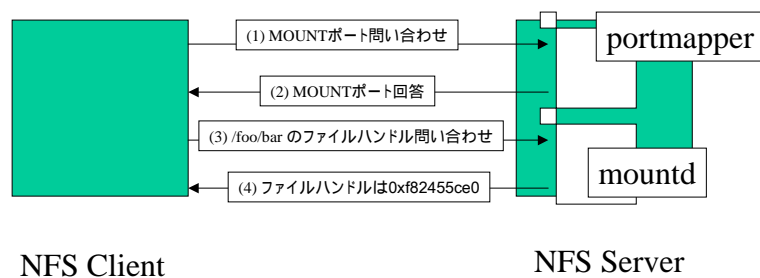 (1) MOUNTポート問い合わせ
portmapper
(2) MOUNTポート回答
(3) /foo/bar のファイルハンドル問い合わせ
mountd
(4) ファイルハンドルは0xf82455ce0
NFS Client
NFS Server